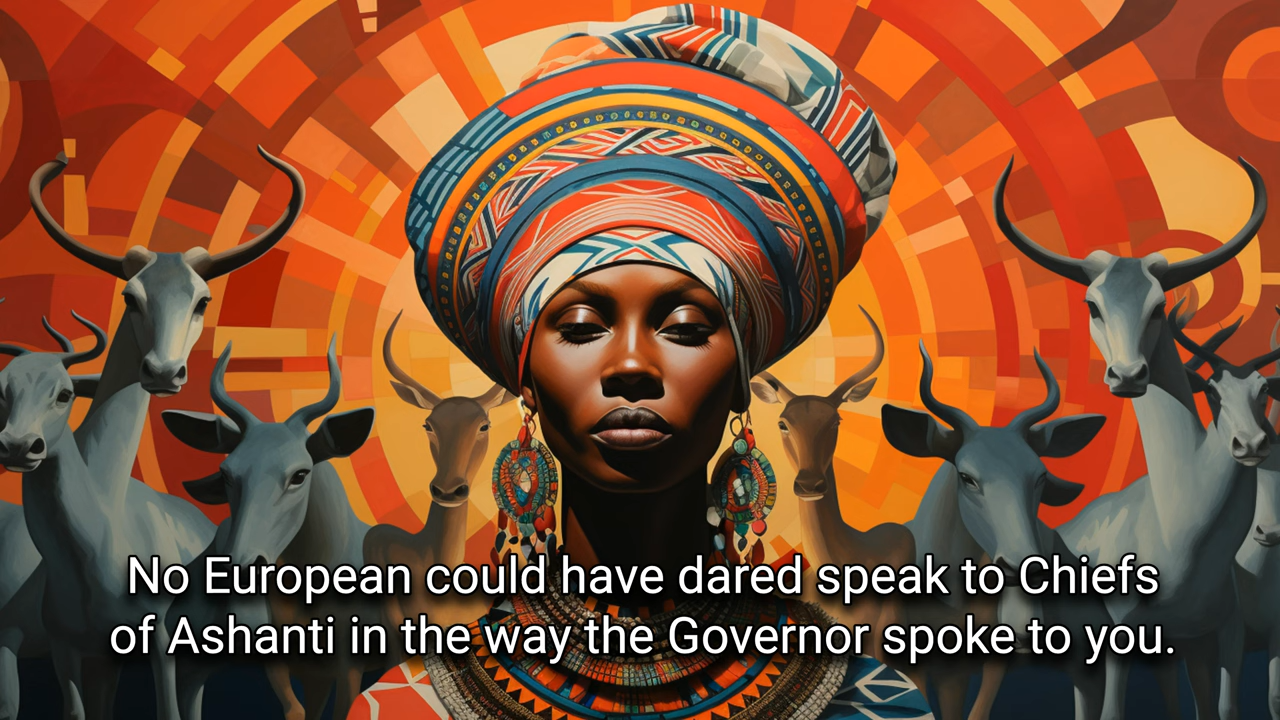 No European could have dared speak to Chiefs
of Ashanti in the way the Governor spoke to you.